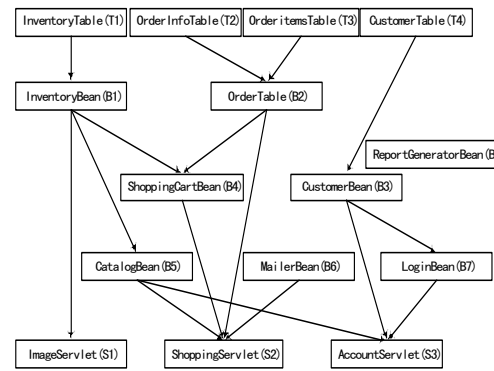 InventoryTable(T1) OrderInfoTable(T2) OrderitemsTable(T3) CustomerTable(T4)
InventoryBean(B1) OrderTable(B2)
ReportGeneratorBean(B
ShoppingCartBean(B4) CustomerBean(B3)
CatalogBean(B5) MailerBean(B6) LoginBean(B7)
ImageServlet(S1) ShoppingServlet(S2) AccountServlet(S3)